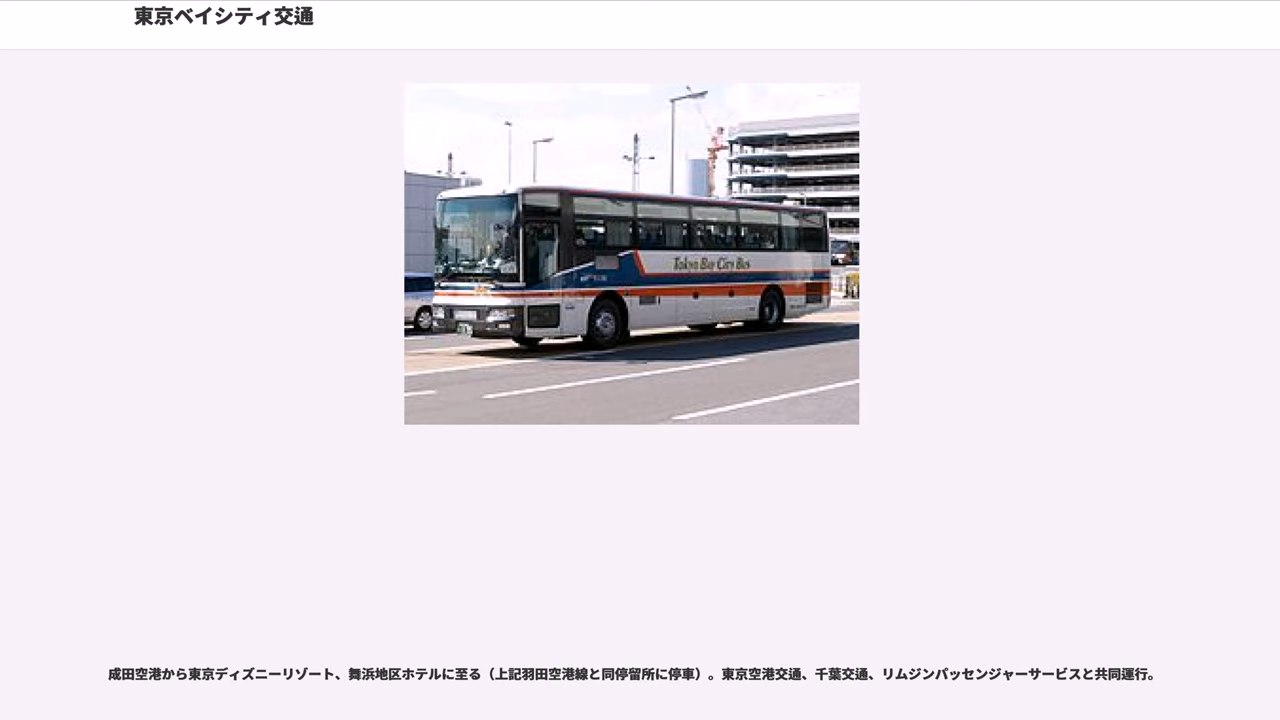 東京ベイシティ交通
Tokyo Bay City Bus
成田空港から東京ディズニーリゾート、舞浜地区ホテルに至る（上記羽田空港線と同停留所に停車）。東京空港交通、千葉交通、リムジンパッセンジャーサービスと共同運行。